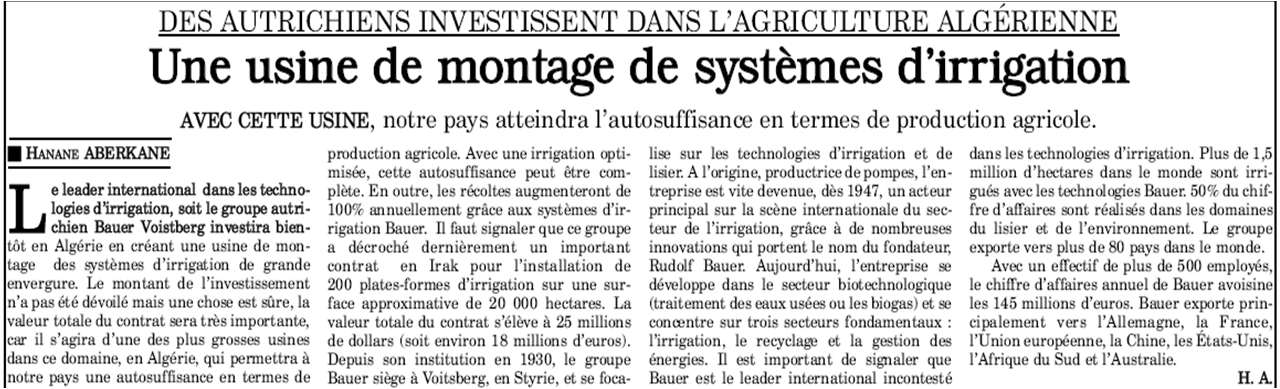 DES AUTRICHIENS INVESTISSENT DANS L'AGRICULTURE ALGÉRIENNE
Une usine de montage de systèmes d'irrigation
AVEC CETTE USINE, notre pays atteindra l'autosuffisance en termes de production agricole.
HANANE ABERKANE
Le leader international dans les techno-
logies d'irrigation, soit le groupe autri-
chien Bauer Voistberg investira bien-
tôt en Algérie en créant une usine de mon-
tage des systèmes d'irrigation de grande
envergure. Le montant de l'investissement
n'a pas été dévoilé mais une chose est sûre, la
valeur totale du contrat sera très importante,
car il s'agira d'une des plus grosses usines
dans ce domaine, en Algérie, qui permettra à
notre pays une autosuffisance en termes de
production agricole. Avec une irrigation opti-
misée, cette autosuffisance peut être com-
plète. En outre, les récoltes augmenteront de
100% annuellement grâce aux systèmes d'ir-
rigation Bauer. Il faut signaler que ce groupe
a décroché dernièrement un important
contrat en Irak pour l'installation de
200 plates-formes d'irrigation sur une sur-
face approximative de 20 000 hectares. La
valeur totale du contrat s'élève à 25 millions
de dollars (soit environ 18 millions d'euros).
Depuis son institution en 1930, le groupe
Bauer siège à Voitsberg, en Styrie, et se foca-
lise sur les technologies d'irrigation et de
lisier. A l'origine, productrice de pompes, l'en-
treprise est vite devenue, dès 1947, un acteur
principal sur la scène internationale du sec-
teur de l'irrigation, grâce à de nombreuses
innovations qui portent le nom du fondateur,
Rudolf Bauer. Aujourd'hui, l'entreprise se
développe dans le secteur biotechnologique
(traitement des eaux usées ou les biogas) et se
concentre sur trois secteurs fondamentaux :
l'irrigation, le recyclage et la gestion des
énergies. Il est important de signaler que
Bauer est le leader international incontesté
dans les technologies d'irrigation. Plus de 1,5
million d'hectares dans le monde sont irri-
gués avec les technologies Bauer. 50% du chif-
fre d'affaires sont réalisés dans les domaines
du lisier et de l'environnement. Le groupe
exporte vers plus de 80 pays dans le monde.
Avec un effectif de plus de 500 employés,
le chiffre d'affaires annuel de Bauer avoisine
les 145 millions d'euros. Bauer exporte prin-
cipalement vers l'Allemagne, la France,
l'Union européenne, la Chine, les États-Unis,
l'Afrique du Sud et l'Australie.
H. A.